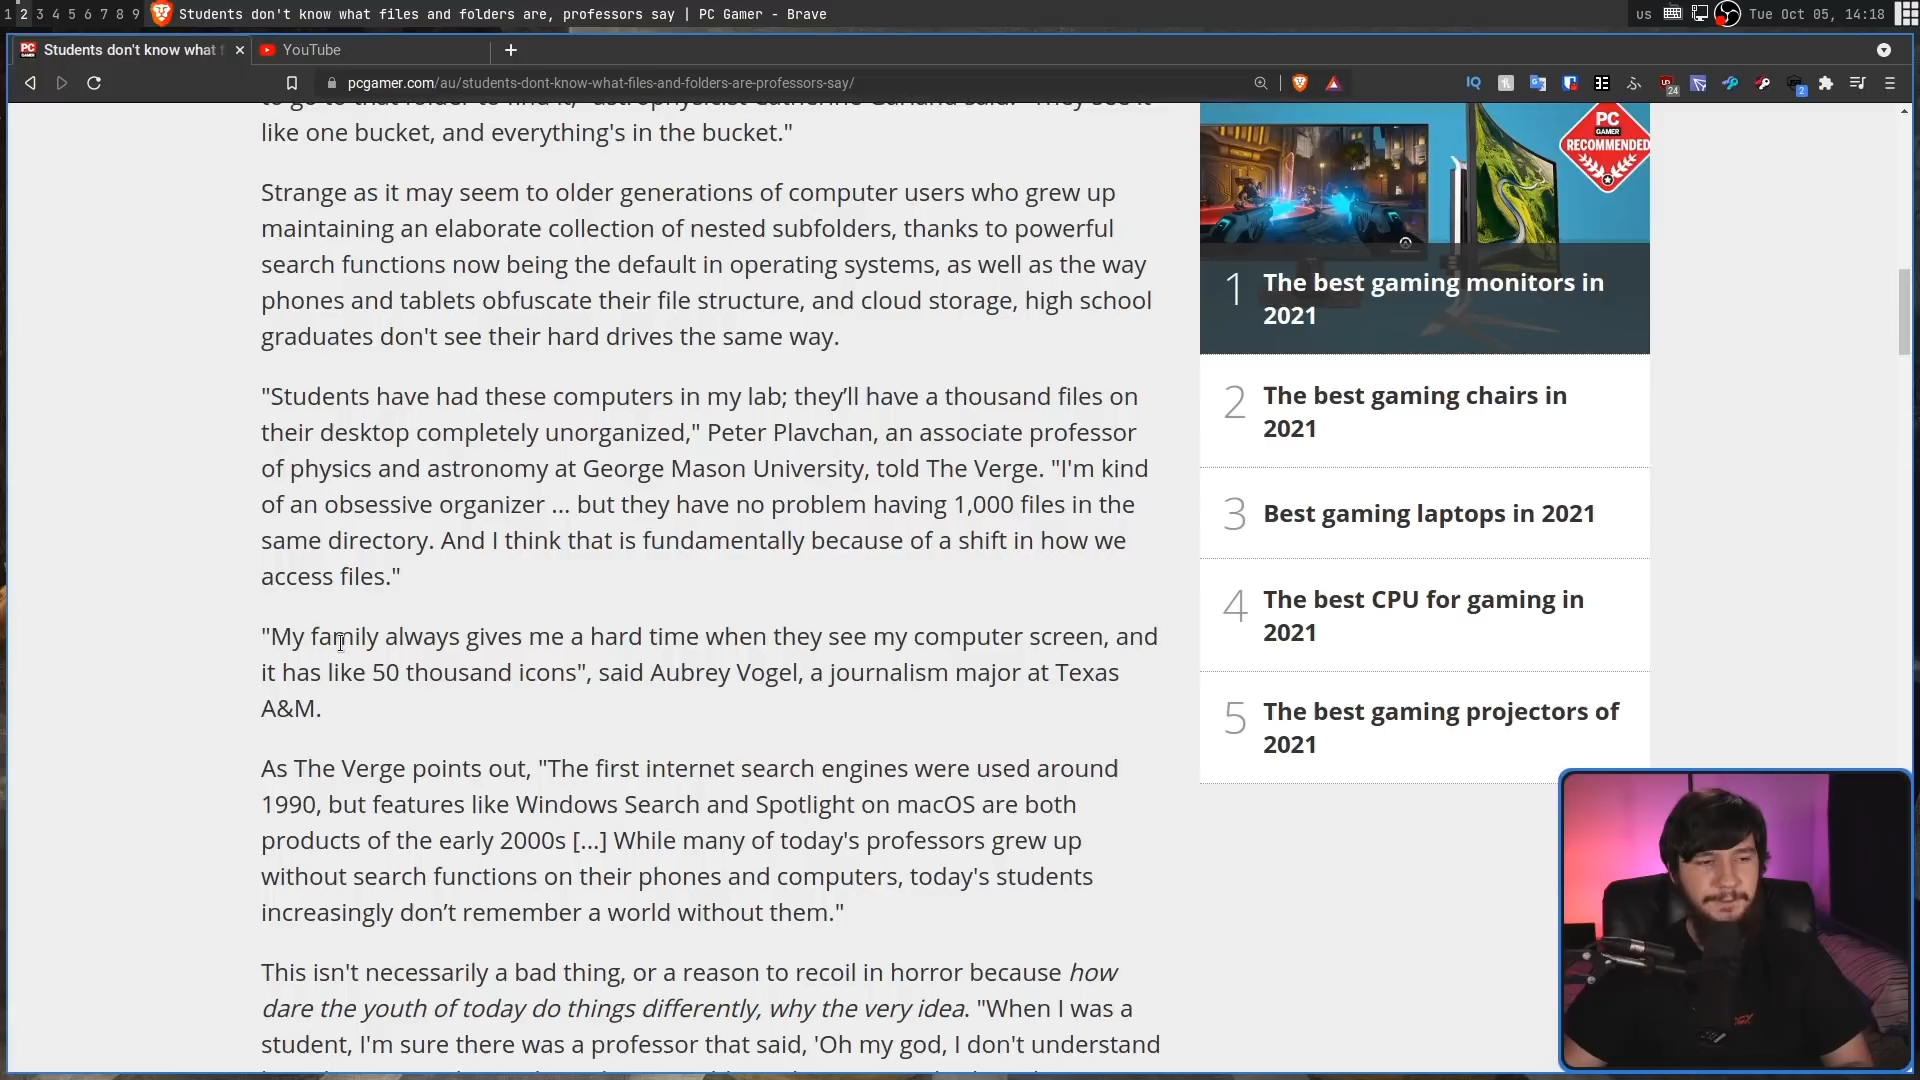 1 2 3 4 5 6 7 8 9 Students don't know what files and folders are, professors say | PC Gamer - Brave us Tue Oct 05, 14:18
PC GAMER Students don't know what f YouTube
pcgamer.com/au/students-dont-know-what-files-and-folders-are-professors-say/ IQ 24 2
like one bucket, and everything's in the bucket."
Strange as it may seem to older generations of computer users who grew up
maintaining an elaborate collection of nested subfolders, thanks to powerful
search functions now being the default in operating systems, as well as the way
phones and tablets obfuscate their file structure, and cloud storage, high school
graduates don't see their hard drives the same way.
"Students have had these computers in my lab; they’ll have a thousand files on
their desktop completely unorganized," Peter Plavchan, an associate professor
of physics and astronomy at George Mason University, told The Verge. "I'm kind
of an obsessive organizer ... but they have no problem having 1,000 files in the
same directory. And I think that is fundamentally because of a shift in how we
access files."
"My family always gives me a hard time when they see my computer screen, and
it has like 50 thousand icons", said Aubrey Vogel, a journalism major at Texas
A&M.
As The Verge points out, "The first internet search engines were used around
1990, but features like Windows Search and Spotlight on macOS are both
products of the early 2000s [...] While many of today's professors grew up
without search functions on their phones and computers, today's students
increasingly don’t remember a world without them."
This isn't necessarily a bad thing, or a reason to recoil in horror because how
dare the youth of today do things differently, why the very idea. "When I was a
student, I'm sure there was a professor that said, 'Oh my god, I don't understand
PC
GAMER
RECOMMENDED
1 The best gaming monitors in
2021
2 The best gaming chairs in
2021
3 Best gaming laptops in 2021
4 The best CPU for gaming in
2021
5 The best gaming projectors of
2021